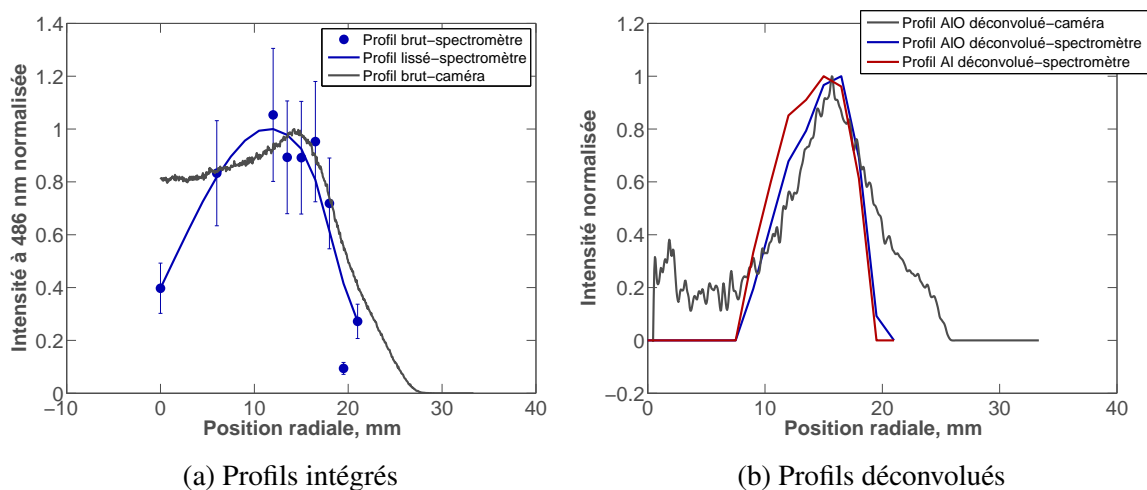 1.4
1.2
1
0.8
0.6
0.4
0.2
0
−10
0
10
20
30
40
Intensité à 486 nm normalisée
Position radiale, mm
Profil brut−spectromètre
Profil lissé−spectromètre
Profil brut−caméra
(a) Profils intégrés
1.2
1
0.8
0.6
0.4
0.2
0
−0.2
0
10
20
30
40
Intensité normalisée
Position radiale, mm
Profil AlO déconvolué−caméra
Profil AlO déconvolué−spectromètre
Profil Al déconvolué−spectromètre
(b) Profils déconvolués